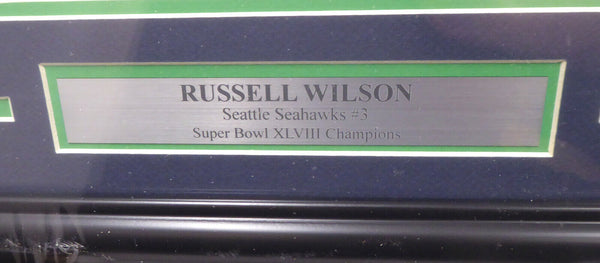 RUSSELL WILSON
Seattle Seahawks #3
Super Bowl XLVIII Champions